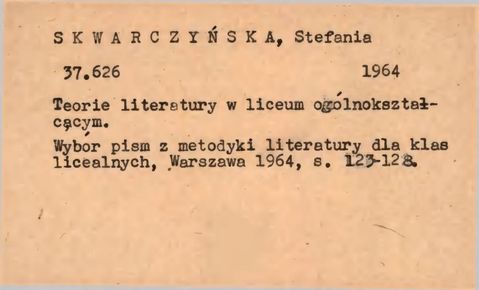 S K W A R C Z Y Ń S K A, Stefania
37.626 1964
Teorie literatury w liceum ogólnokształ-
cącym.
Wybór pism z metodyki literatury dla klas
licealnych, Warszawa 1964, s. 123-128.